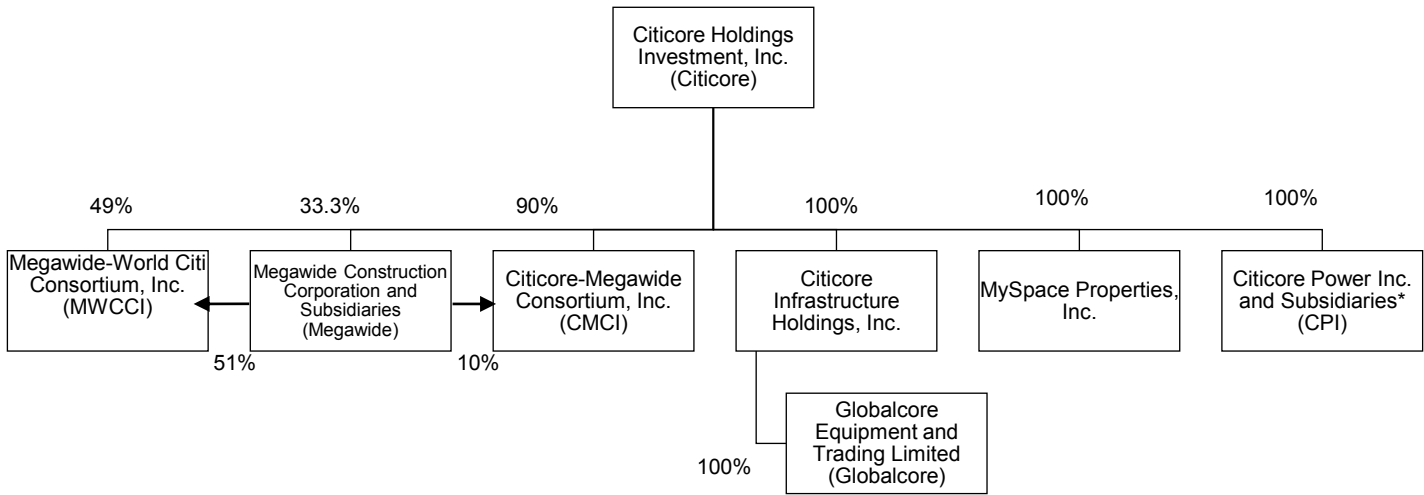 Citicore Holdings
Investment, Inc.
(Citicore)
49%
33.3%
90%
100%
100%
100%
Megawide-World Citi
Consortium, Inc.
(MWCCI)
Megawide Construction
Corporation and
Subsidiaries
(Megawide)
Citicore-Megawide
Consortium, Inc.
(CMCI)
Citicore
Infrastructure
Holdings, Inc.
MySpace Properties,
Inc.
Citicore Power Inc.
and Subsidiaries*
(CPI)
51%
10%
Globalcore
Equipment and
Trading Limited
(Globalcore)
100%